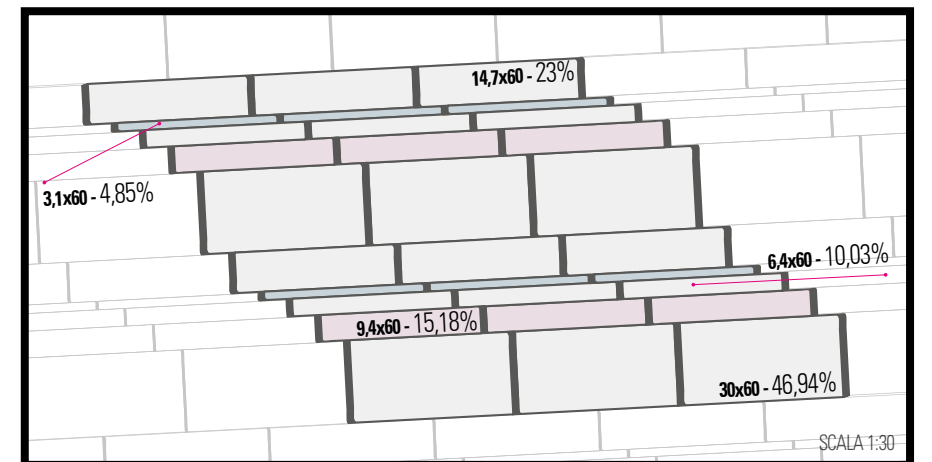 14,7x60 - 23%
3,1x60 - 4,85%
6,4x60 - 10,03%
9,4x60 - 15,18%
30x60 - 46,94%
SCALA 1:30